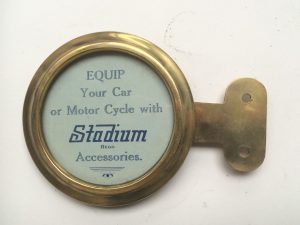 EQUIP
Your Car
or Motor Cycle with
Stadium
Accessories.